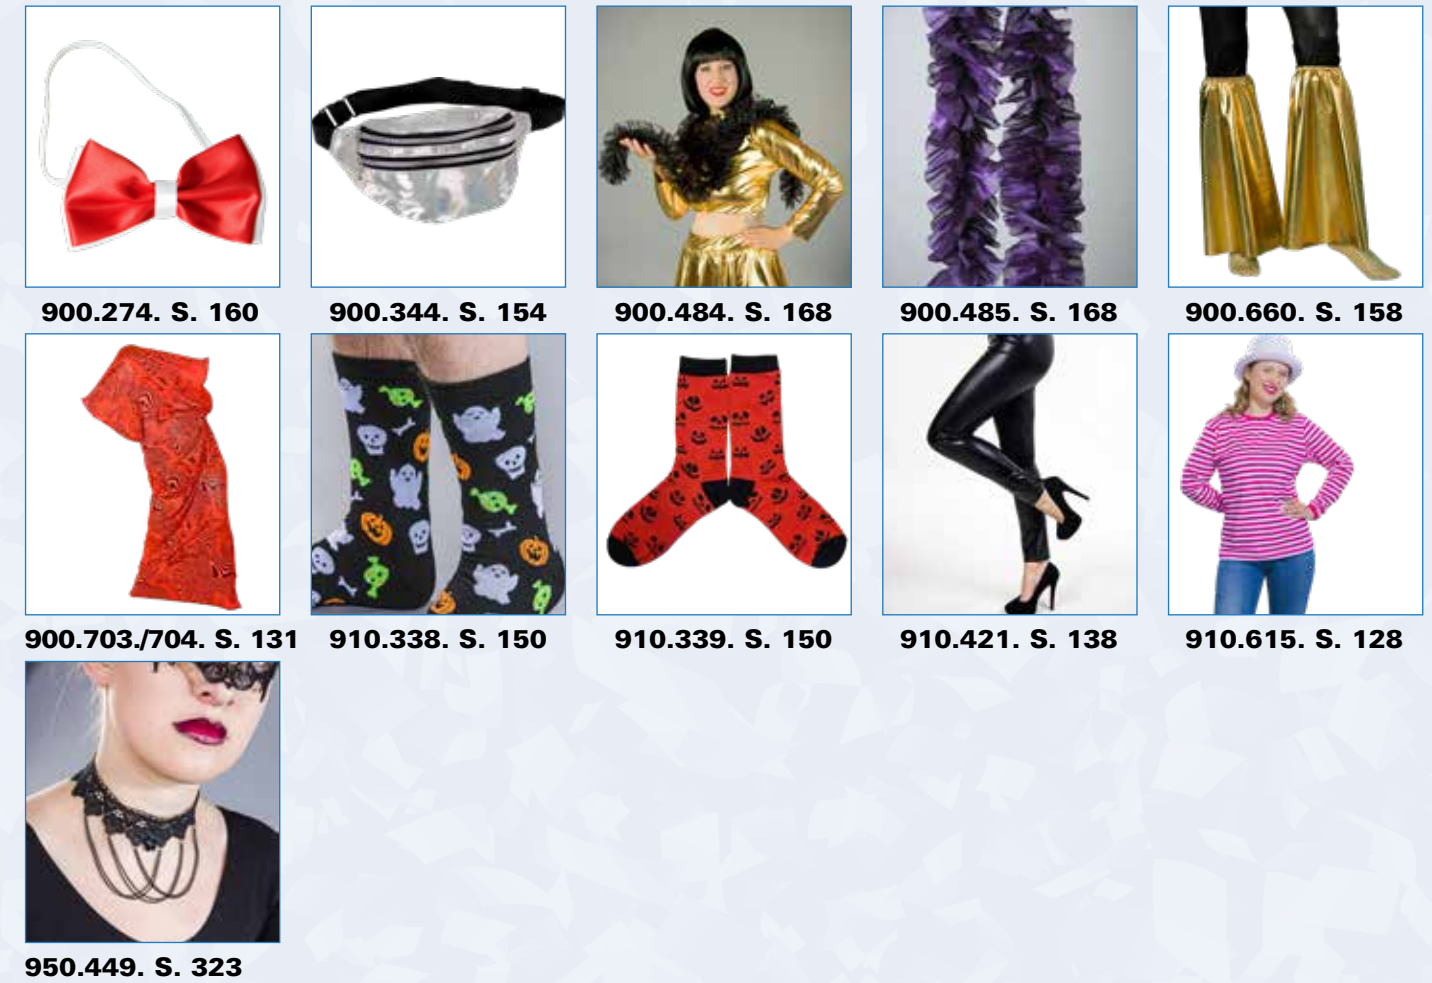 900.274. S. 160
900.344. S. 154
900.484. S. 168
900.485. S. 168
900.660. S. 158
900.703./704. S. 131
910.338. S. 150
910.339. S. 150
910.421. S. 138
910.615. S. 128
950.449. S. 323